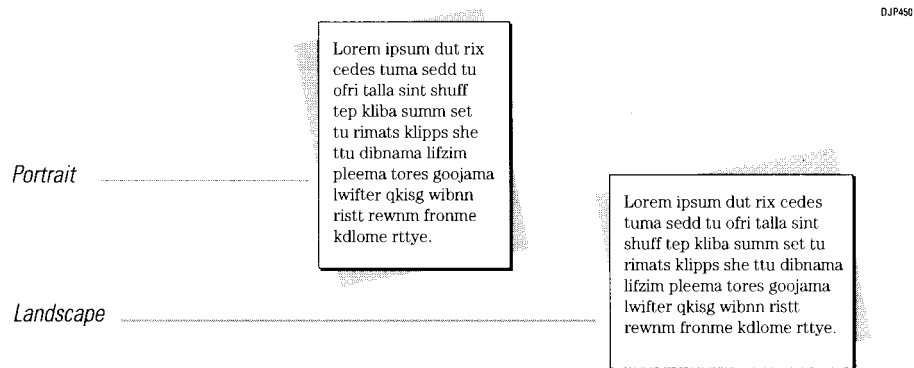 DJP450
Lorem ipsum dut rix
cedes tuma sedd tu
ofri talla sint shuff
tep kliba summ set
tu rimats klipps she
ttu dibnama lifzim
pleema tores goojama
lwifter qkisg wibnn
ristt rewnm fronme
kdlome rttye.
Portrait
Lorem ipsum dut rix cedes
tuma sedd tu ofri talla sint
shuff tep kliba summ set tu
rimats klipps she ttu dibnama
lifzim pleema tores goojama
lwifter qkisg wibnn ristt
rewnm fronme kdlome rttye.
Landscape